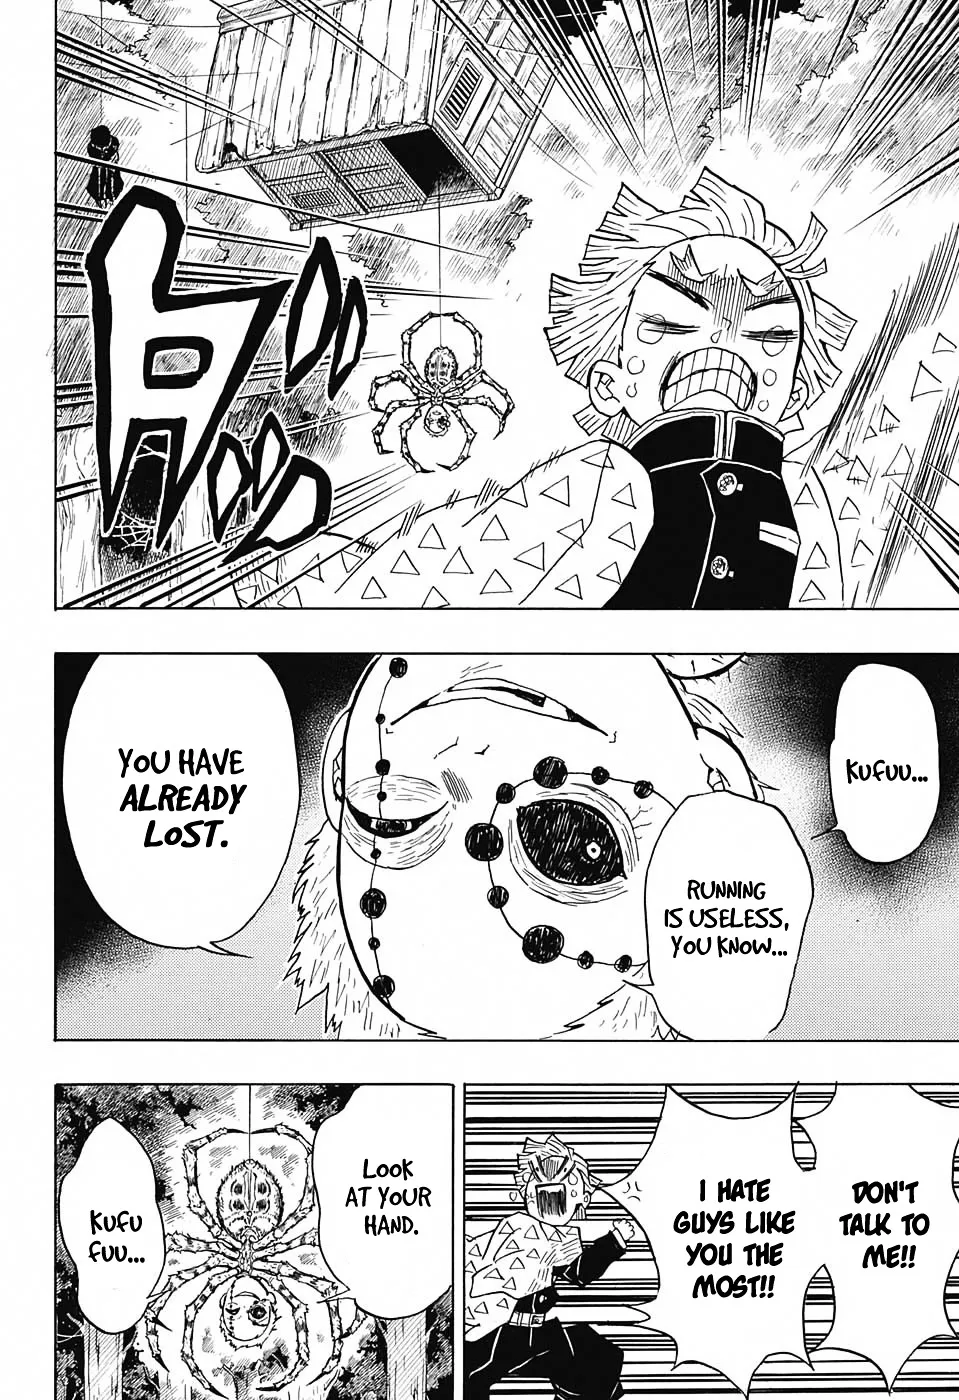 KUFUU...
RUNNING
IS USELESS,
YOU KNOW...
YOU HAVE
ALREADY
LOST.
DON'T
TALK TO
ME!!
I HATE
GUYS LIKE
YOU THE
MOST!!
LOOK
AT YOUR
HAND.
KUFU
FUU...